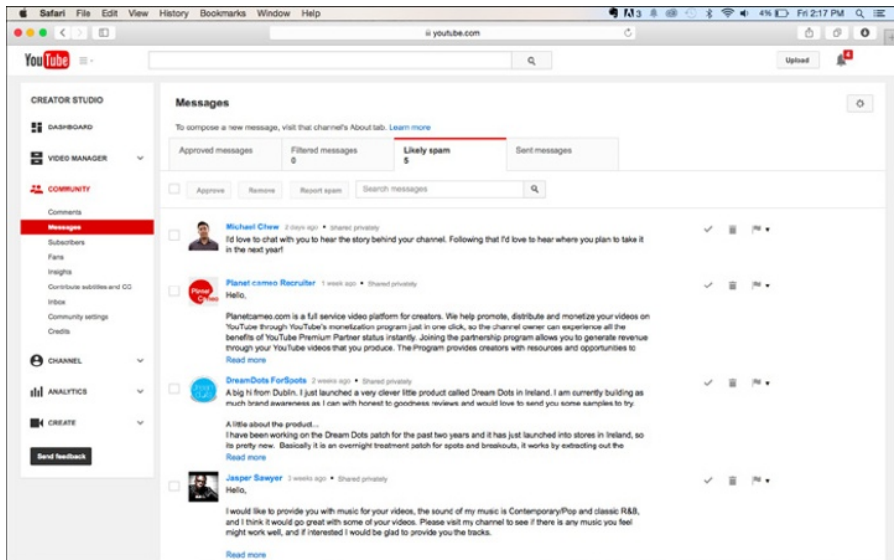 Safari File Edit View History Bookmarks Window Help
3 4% Fri 2:17 PM
youtube.com
YouTube
Upload
4
CREATOR STUDIO
DASHBOARD
VIDEO MANAGER
COMMUNITY
Comments
Messages
Subscribers
Fans
Insights
Contribute subtitles and CC
Inbox
Community settings
Credits
CHANNEL
ANALYTICS
CREATE
Send feedback
Messages
To compose a new message, visit that channel's About tab. Learn more
Approved messages
Filtered messages
0
Likely spam
5
Sent messages
Approve Remove Report spam Search messages
Michael Chew 2 days ago • Shared privately
I'd love to chat with you to hear the story behind your channel. Following that I'd love to hear where you plan to take it
in the next year!
Planet Cameo
Planet cameo Recruiter 1 week ago • Shared privately
Hello,
Planetcameo.com is a full service video platform for creators. We help promote, distribute and monetize your videos on
YouTube through YouTube's monetization program just in one click, so the channel owner can experience all the
benefits of YouTube Premium Partner status instantly. Joining the partnership program allows you to generate revenue
through your YouTube videos that you produce. The Program provides creators with resources and opportunities to
Read more
DreamDots ForSpots 2 weeks ago • Shared privately
A big hi from Dublin, I just launched a very clever little product called Dream Dots in Ireland. I am currently building as
much brand awareness as I can with honest to goodness reviews and would love to send you some samples to try.
A little about the product...
I have been working on the Dream Dots patch for the past two years and it has just launched into stores in Ireland, so
its pretty new. Basically it is an overnight treatment patch for spots and breakouts, it works by extracting out the
Read more
Jasper Sawyer 3 weeks ago • Shared privately
Hello,
I would like to provide you with music for your videos, the sound of my music is Contemporary/Pop and classic R&B,
and I think it would go great with some of your videos. Please visit my channel to see if there is any music you feel
might work well, and if interested I would be glad to provide you the tracks.
Read more